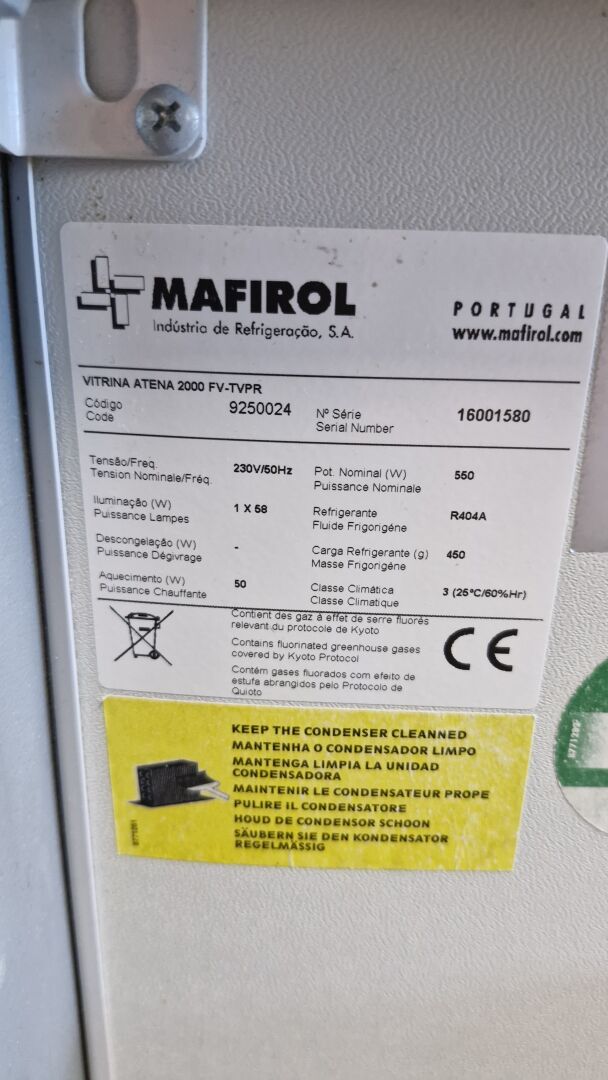 MAFIROL
Indústria de Refrigeração, S.A.
PORTUGAL
www.mafirol.com
VITRINA ATENA 2000 FV-TVPR
Código
Code
9250024
Nº Série
Serial Number
16001580
Tensão/Freq.
Tension Nominale/Fréq.
230V/50Hz
Pot. Nominal (W)
Puissance Nominale
550
Iluminação (W)
Puissance Lampes
1 X 58
Refrigerante
Fluide Frigorigéne
R404A
Descongelação (W)
Puissance Dégivrage
-
Carga Refrigerante (g)
Masse Frigorigéne
450
Aquecimento (W)
Puissance Chauffante
50
Classe Climática
Classe Climatique
3 (25°C/60%Hr)
Contient des gaz à effet de serre fluorés
relevant du protocole de Kyoto
Contains fluorinated greenhouse gases
covered by Kyoto Protocol
Contém gases fluorados com efeito de
estufa abrangidos pelo Protocolo de
Quioto
CE
KEEP THE CONDENSER CLEANNED
MANTENHA O CONDENSADOR LIMPO
MANTENGA LIMPIA LA UNIDAD
CONDENSADORA
MAINTENIR LE CONDENSATEUR PROPE
PULIRE IL CONDENSATORE
HOUD DE CONDENSOR SCHOON
SÄUBERN SIE DEN KONDENSATOR
REGELMÄSSIG